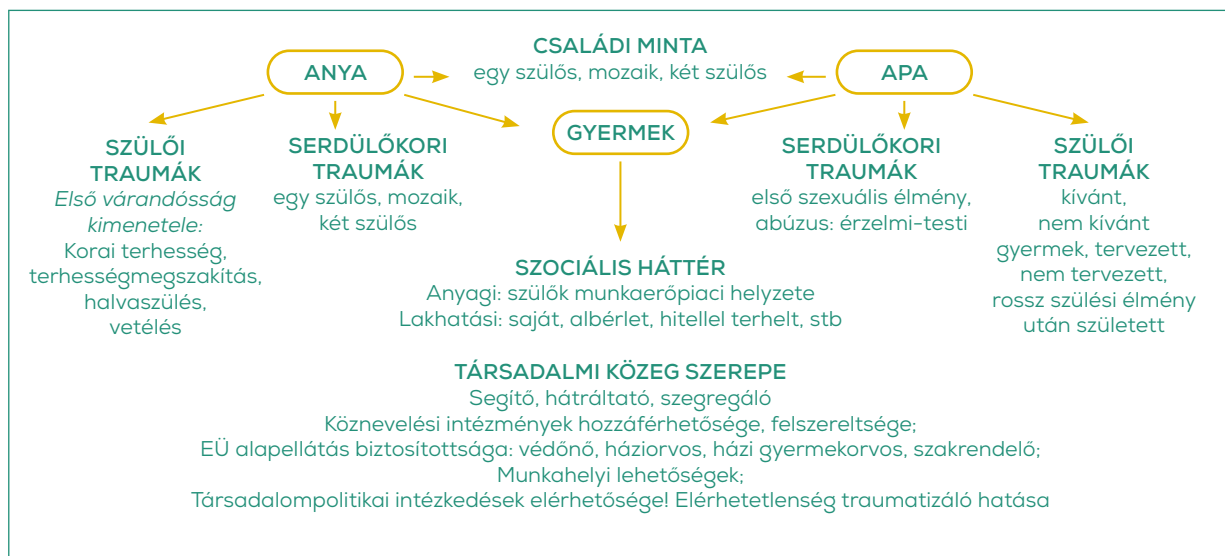 CSALÁDI MINTA
egy szülős, mozaik, két szülős
ANYA
APA
GYERMEK
SZÜLŐI
TRAUMÁK
Első várandósság
kimenetele:
Korai terhesség,
terhességmegszakítás,
halvaszülés,
vetélés
SERDÜLŐKORI
TRAUMÁK
egy szülős, mozaik,
két szülős
SERDÜLŐKORI
TRAUMÁK
első szexuális élmény,
abúzus: érzelmi-testi
SZÜLŐI
TRAUMÁK
kívánt,
nem kívánt
gyermek, tervezett,
nem tervezett,
rossz szülési élmény
után született
SZOCIÁLIS HÁTTÉR
Anyagi: szülők munkaerőpiaci helyzete
Lakhatási: saját, albérlet, hitellel terhelt, stb
TÁRSADALMI KÖZEG SZEREPE
Segítő, hátráltató, szegregáló
Köznevelési intézmények hozzáférhetősége, felszereltsége;
EÜ alapellátás biztosítottsága: védőnő, háziorvos, házi gyermekorvos, szakrendelő;
Munkahelyi lehetőségek;
Társadalompolitikai intézkedések elérhetősége! Elérhetetlenség traumatizáló hatása